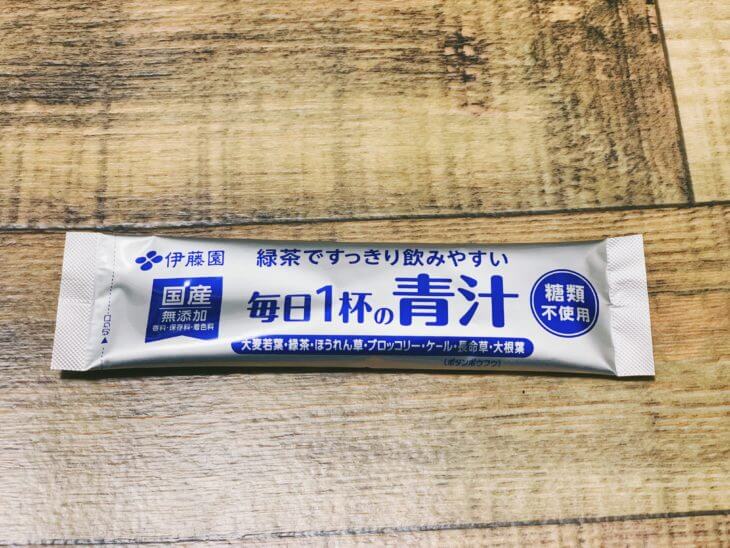 伊藤園
緑茶ですっきり飲みやすい
国産
無添加
香料・保存料・着色料
毎日1杯の青汁
糖類
不使用
大麦若葉・緑茶・ほうれん草・ブロッコリー・ケール・長命草・大根葉
(ボタンボウフウ)